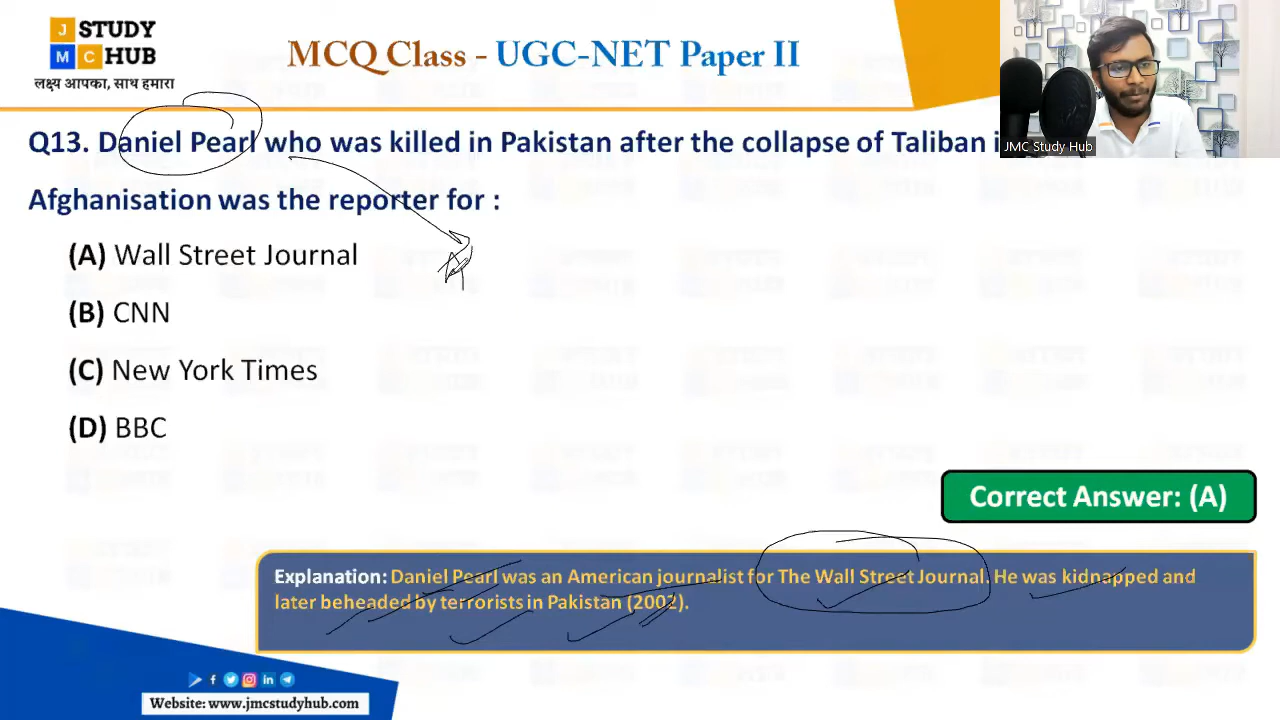 J STUDY
M C HUB
लक्ष्य आपका, साथ हमारा
MCQ Class - UGC-NET Paper II
JMC Study Hub
Q13. Daniel Pearl who was killed in Pakistan after the collapse of Taliban i
Afghanisation was the reporter for :
(A) Wall Street Journal
(B) CNN
(C) New York Times
(D) BBC
Correct Answer: (A)
Explanation: Daniel Pearl was an American journalist for The Wall Street Journal. He was kidnapped and
later beheaded by terrorists in Pakistan (2002).
Website: www.jmcstudyhub.com